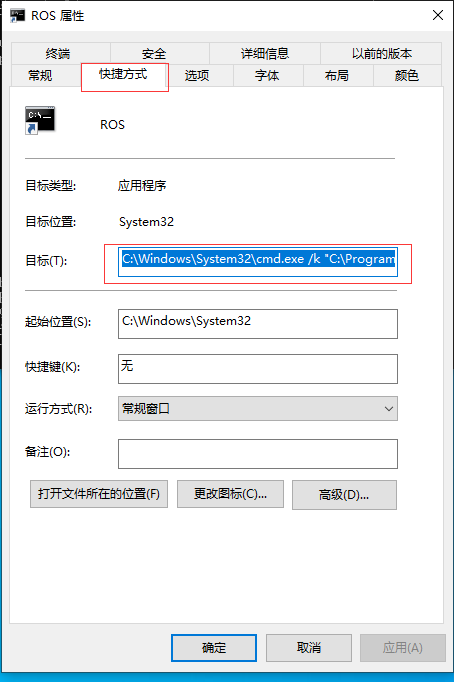 ROS 属性
终端 安全 详细信息 以前的版本
常规 快捷方式 选项 字体 布局 颜色
ROS
目标类型: 应用程序
目标位置: System32
目标(T): C:\Windows\System32\cmd.exe /k "C:\Program
起始位置(S): C:\Windows\System32
快捷键(K): 无
运行方式(R): 常规窗口
备注(O):
打开文件所在的位置(F) 更改图标(C)... 高级(D)...
确定 取消 应用(A)